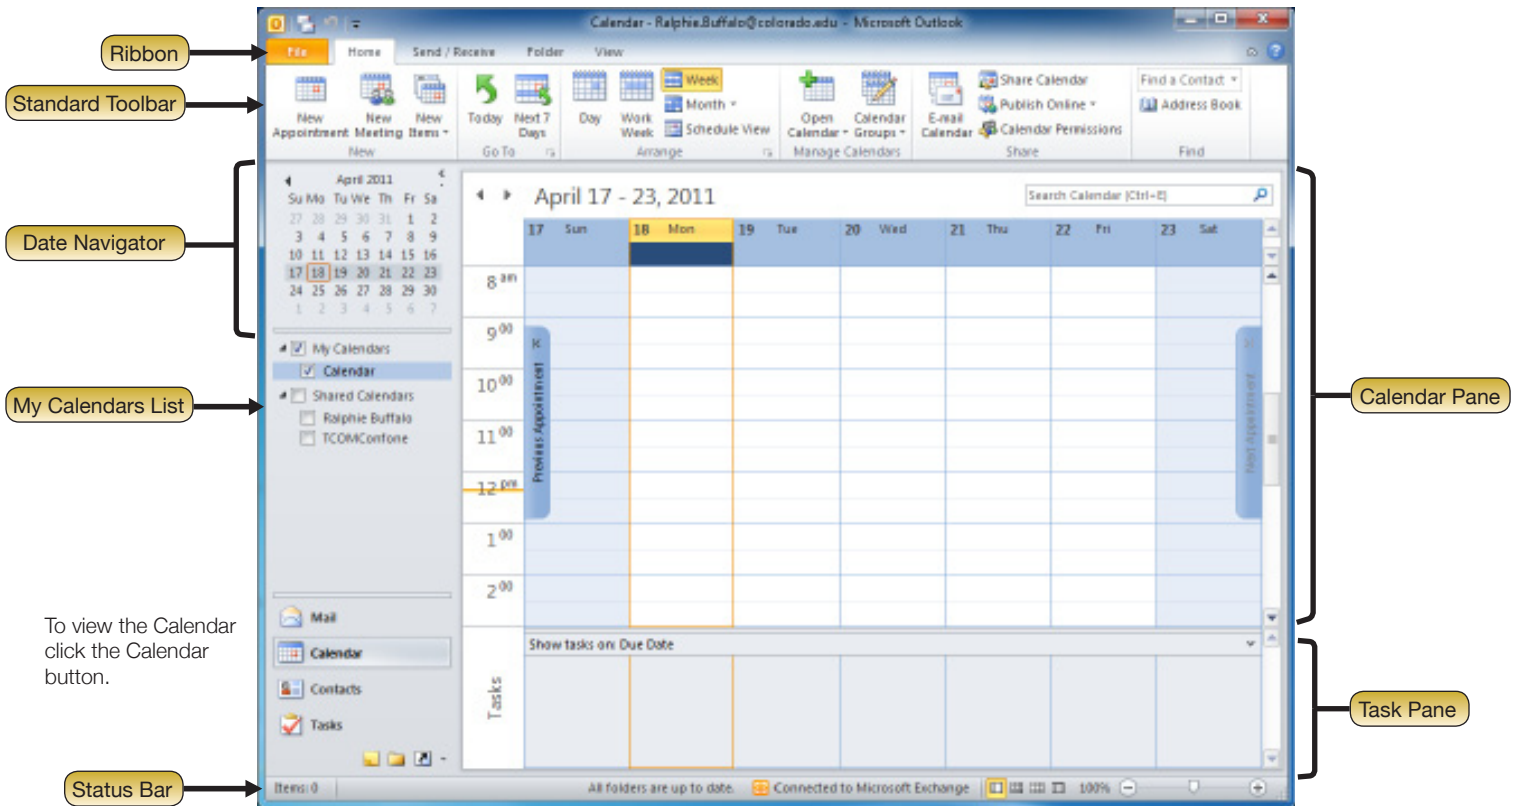 Calendar - Ralphie.Buffalo@colorado.edu - Microsoft Outlook
Ribbon
File Home Send / Receive Folder View
Standard Toolbar
New Appointment
New Meeting
New Items
New
Today
Next 7 Days
Go To
Day
Work Week
Week
Month
Schedule View
Arrange
Open Calendar
Calendar Groups
Manage Calendars
E-mail Calendar
Share Calendar
Publish Online
Calendar Permissions
Share
Find a Contact
Address Book
Find
Date Navigator
April 2011
Su Mo Tu We Th Fr Sa
27 28 29 30 31 1 2
3 4 5 6 7 8 9
10 11 12 13 14 15 16
17 18 19 20 21 22 23
24 25 26 27 28 29 30
1 2 3 4 5 6 7
My Calendars
Calendar
My Calendars List
Shared Calendars
Ralphie Buffalo
TCOMConfone
To view the Calendar
click the Calendar
button.
Mail
Calendar
Contacts
Tasks
April 17 - 23, 2011
Search Calendar (Ctrl+E)
17 Sun 18 Mon 19 Tue 20 Wed 21 Thu 22 Fri 23 Sat
8 am
9 00
10 00
11 00
12 pm
1 00
2 00
Previous Appointment
Next Appointment
Calendar Pane
Show tasks on: Due Date
Tasks
Task Pane
Status Bar
Items: 0
All folders are up to date.
Connected to Microsoft Exchange
100%